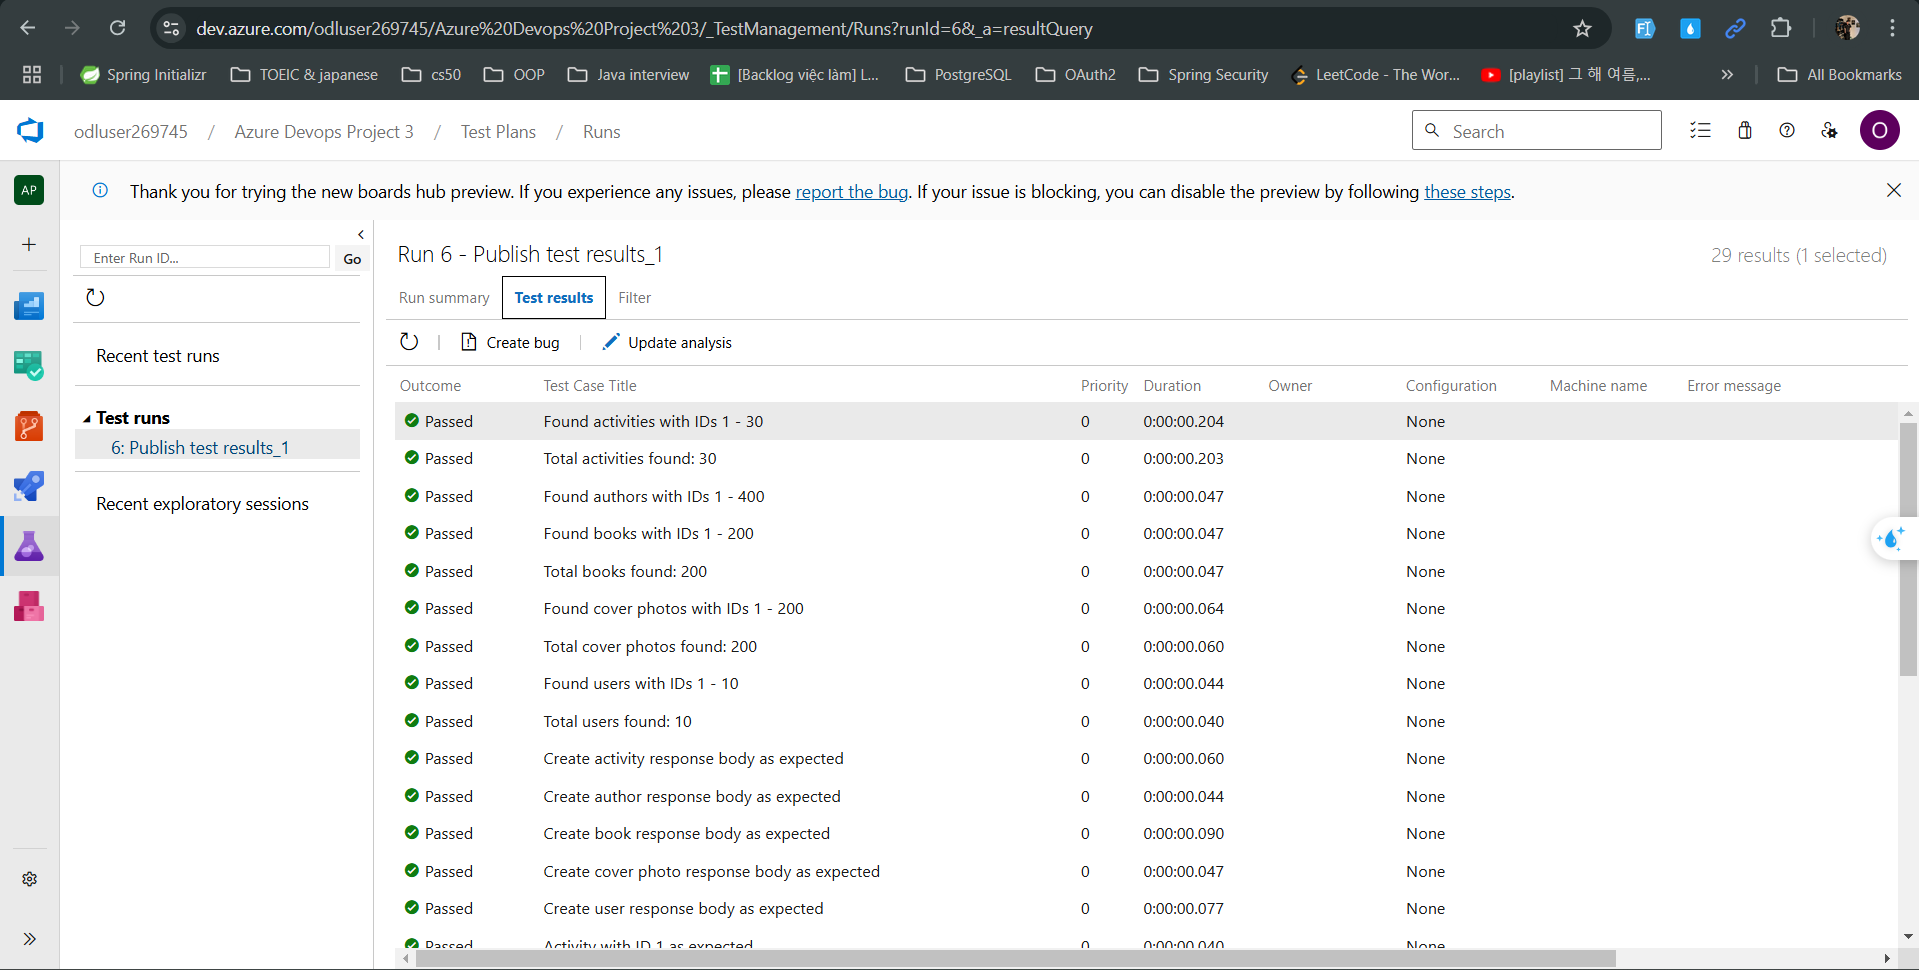 dev.azure.com/odluser269745/Azure%20Devops%20Project%203/_TestManagement/Runs?runId=6&_a=resultQuery
Spring Initializr TOEIC & japanese cs50 OOP Java interview [Backlog việc làm] L... PostgreSQL OAuth2 Spring Security LeetCode - The Wor... [playlist] 그 해 여름,... All Bookmarks
odluser269745 / Azure Devops Project 3 / Test Plans / Runs
Search
O
AP
Thank you for trying the new boards hub preview. If you experience any issues, please report the bug. If your issue is blocking, you can disable the preview by following these steps.
Enter Run ID... Go
Recent test runs
Test runs
6: Publish test results_1
Recent exploratory sessions
Run 6 - Publish test results_1
29 results (1 selected)
Run summary Test results Filter
Create bug Update analysis
Outcome Test Case Title Priority Duration Owner Configuration Machine name Error message
Passed Found activities with IDs 1 - 30 0 0:00:00.204 None
Passed Total activities found: 30 0 0:00:00.203 None
Passed Found authors with IDs 1 - 400 0 0:00:00.047 None
Passed Found books with IDs 1 - 200 0 0:00:00.047 None
Passed Total books found: 200 0 0:00:00.047 None
Passed Found cover photos with IDs 1 - 200 0 0:00:00.064 None
Passed Total cover photos found: 200 0 0:00:00.060 None
Passed Found users with IDs 1 - 10 0 0:00:00.044 None
Passed Total users found: 10 0 0:00:00.040 None
Passed Create activity response body as expected 0 0:00:00.060 None
Passed Create author response body as expected 0 0:00:00.044 None
Passed Create book response body as expected 0 0:00:00.090 None
Passed Create cover photo response body as expected 0 0:00:00.047 None
Passed Create user response body as expected 0 0:00:00.077 None
Passed Activity with ID 1 as expected 0 0:00:00.040 None